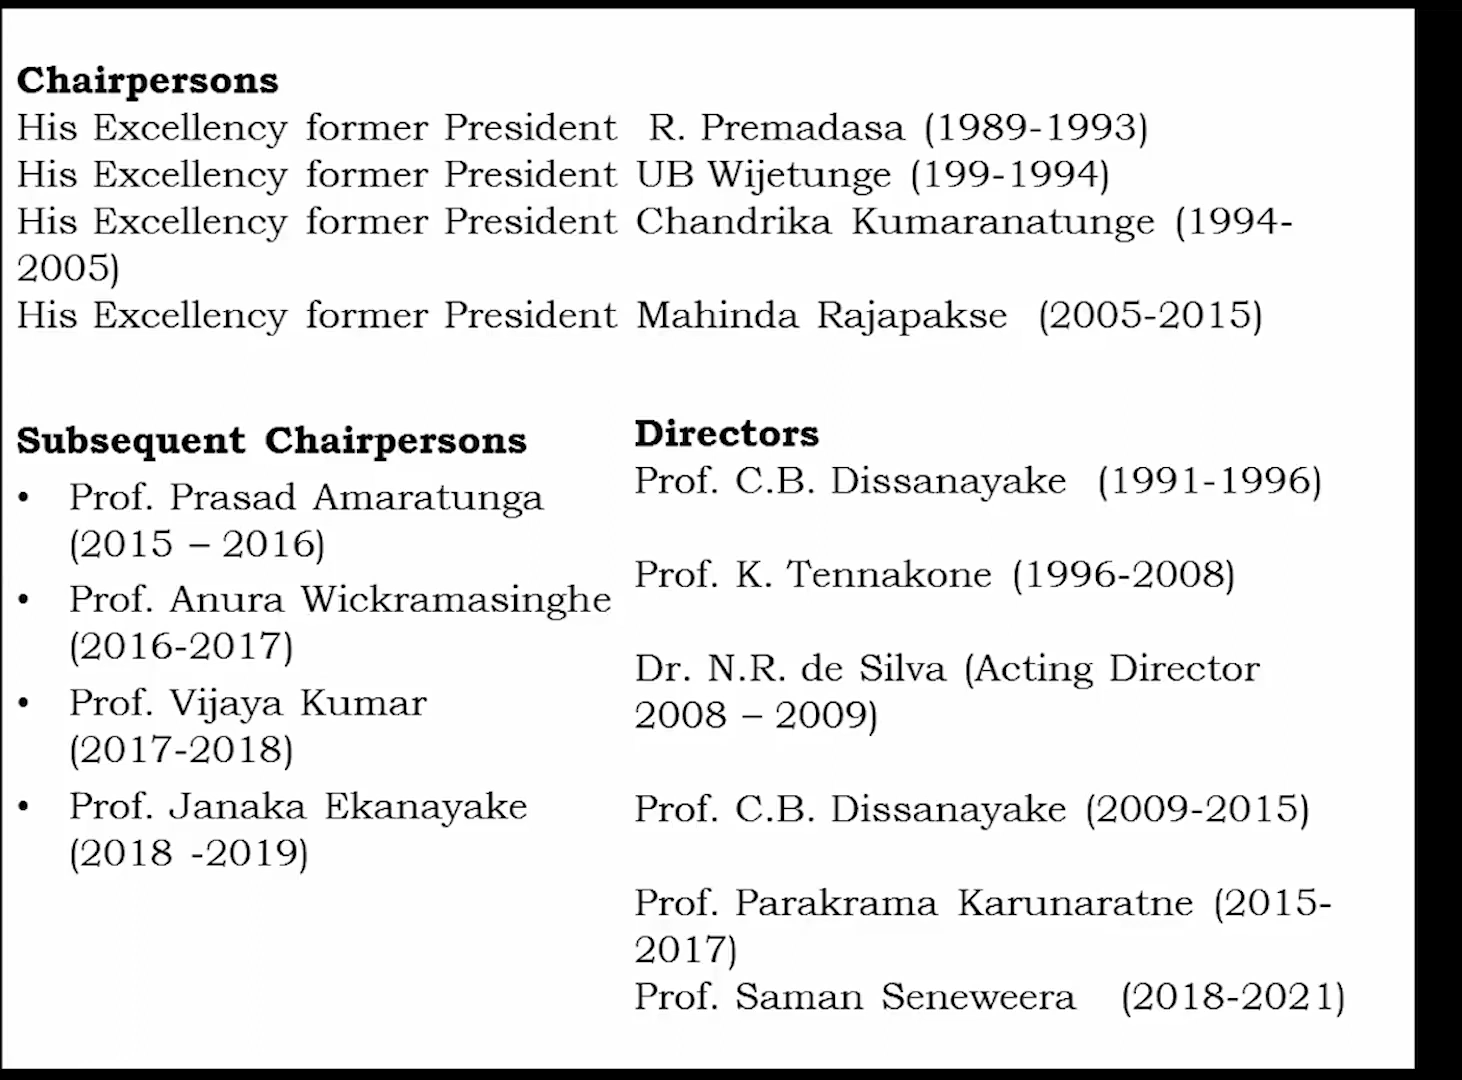 Chairpersons
His Excellency former President R. Premadasa (1989-1993)
His Excellency former President UB Wijetunge (199-1994)
His Excellency former President Chandrika Kumaranatunge (1994-
2005)
His Excellency former President Mahinda Rajapakse (2005-2015)
Subsequent Chairpersons
• Prof. Prasad Amaratunga
(2015 – 2016)
• Prof. Anura Wickramasinghe
(2016-2017)
• Prof. Vijaya Kumar
(2017-2018)
• Prof. Janaka Ekanayake
(2018 -2019)
Directors
Prof. C.B. Dissanayake (1991-1996)
Prof. K. Tennakone (1996-2008)
Dr. N.R. de Silva (Acting Director
2008 – 2009)
Prof. C.B. Dissanayake (2009-2015)
Prof. Parakrama Karunaratne (2015-
2017)
Prof. Saman Seneweera (2018-2021)